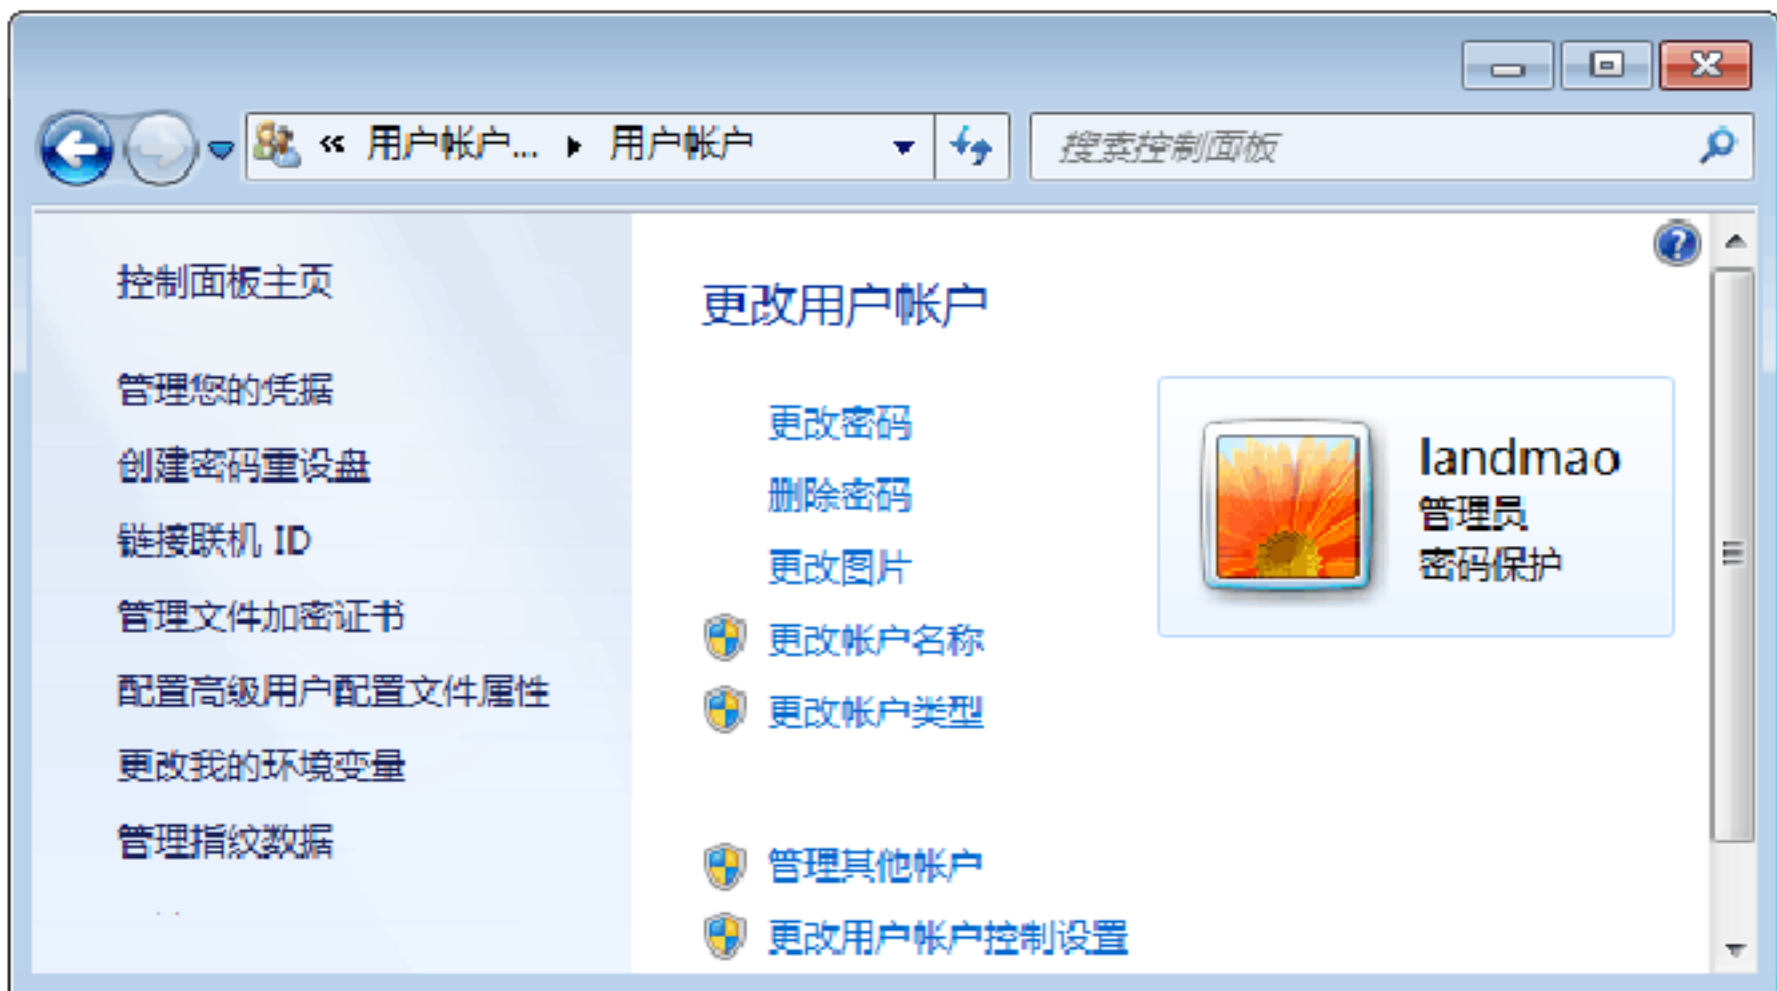 « 用户帐户... ▸ 用户帐户
搜索控制面板
控制面板主页
管理您的凭据
创建密码重设盘
链接联机 ID
管理文件加密证书
配置高级用户配置文件属性
更改我的环境变量
管理指纹数据
更改用户帐户
更改密码
删除密码
更改图片
更改帐户名称
更改帐户类型
管理其他帐户
更改用户帐户控制设置
landmao
管理员
密码保护